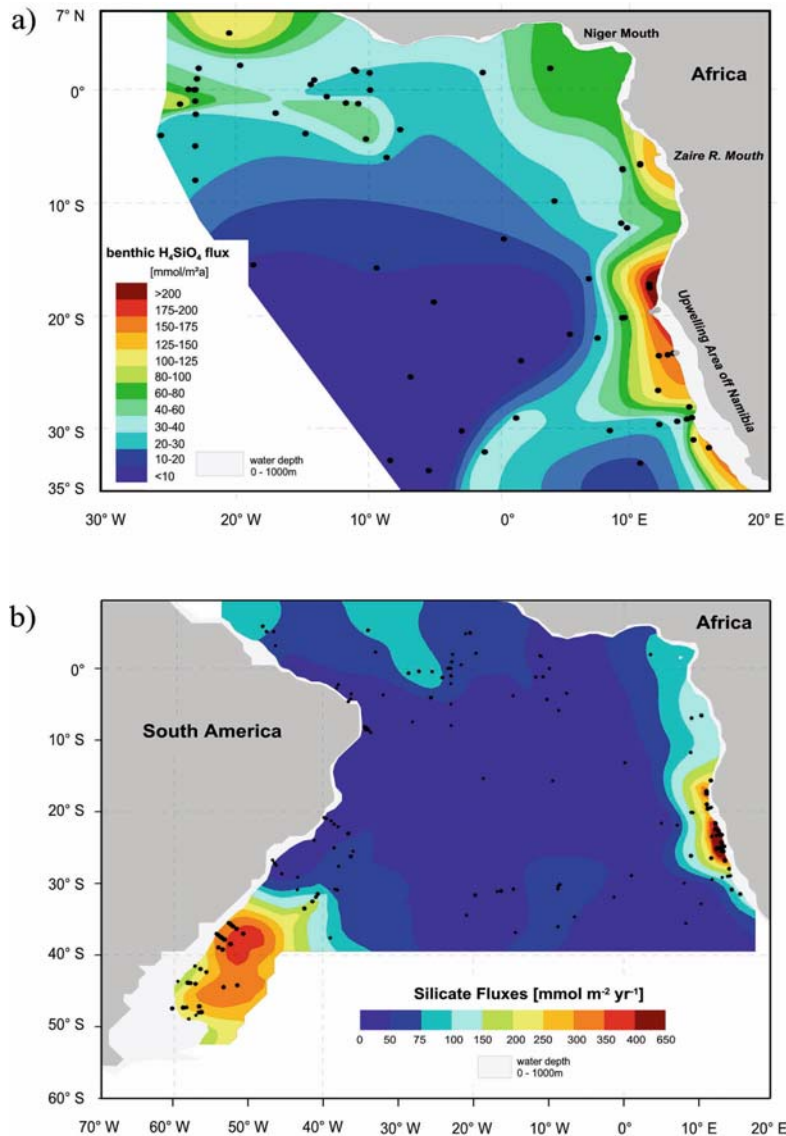 a)
7° N
0°
10° S
20° S
30° S
35° S
30° W
20° W
10° W
0°
10° E
20° E
Niger Mouth
Africa
Zaire R. Mouth
Upwelling Area off Namibia
benthic H₄SiO₄ flux
[mmol/m²a]
>200
175-200
150-175
125-150
100-125
80-100
60-80
40-60
30-40
20-30
10-20
<10
water depth
0 - 1000m
b)
Africa
South America
0°
10° S
20° S
30° S
40° S
50° S
60° S
Silicate Fluxes [mmol m⁻² yr⁻¹]
0 50 75 100 150 200 250 300 350 400 650
water depth
0 - 1000m
70° W 60° W 50° W 40° W 30° W 20° W 10° W 0° 10° E 20° E